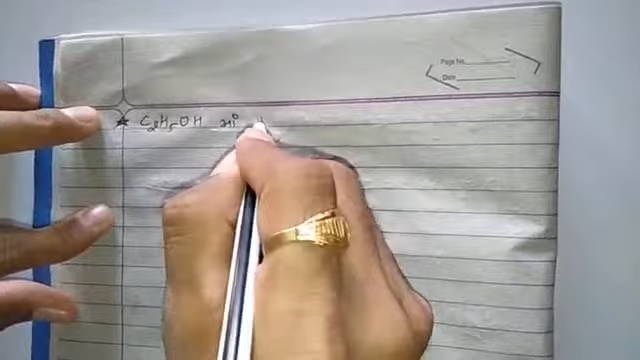 Page No.
Date
★ C₂H₅OH નાં